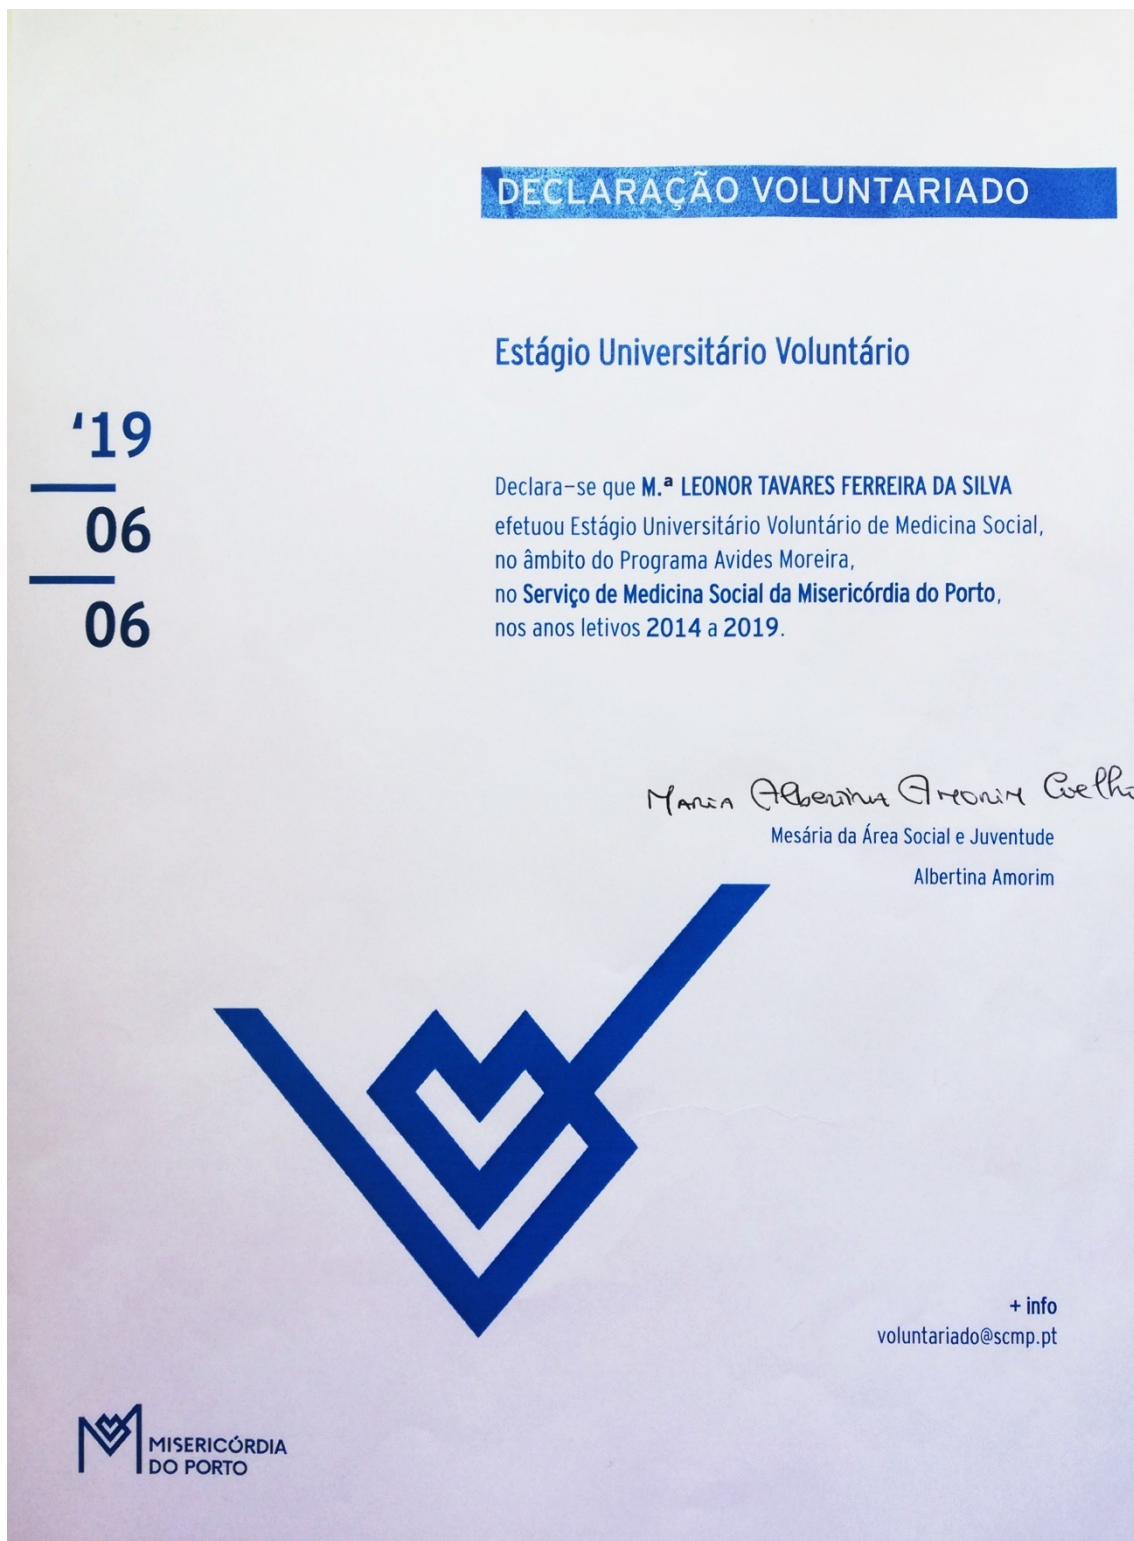 DECLARAÇÃO VOLUNTARIADO
Estágio Universitário Voluntário
‘19
06
06
Declara-se que M.ª LEONOR TAVARES FERREIRA DA SILVA
efetuou Estágio Universitário Voluntário de Medicina Social,
no âmbito do Programa Avides Moreira,
no Serviço de Medicina Social da Misericórdia do Porto,
nos anos letivos 2014 a 2019.
Maria Albertina Amorim Coelho
Mesária da Área Social e Juventude
Albertina Amorim
+ info
voluntariado@scmp.pt
MISERICÓRDIA
DO PORTO